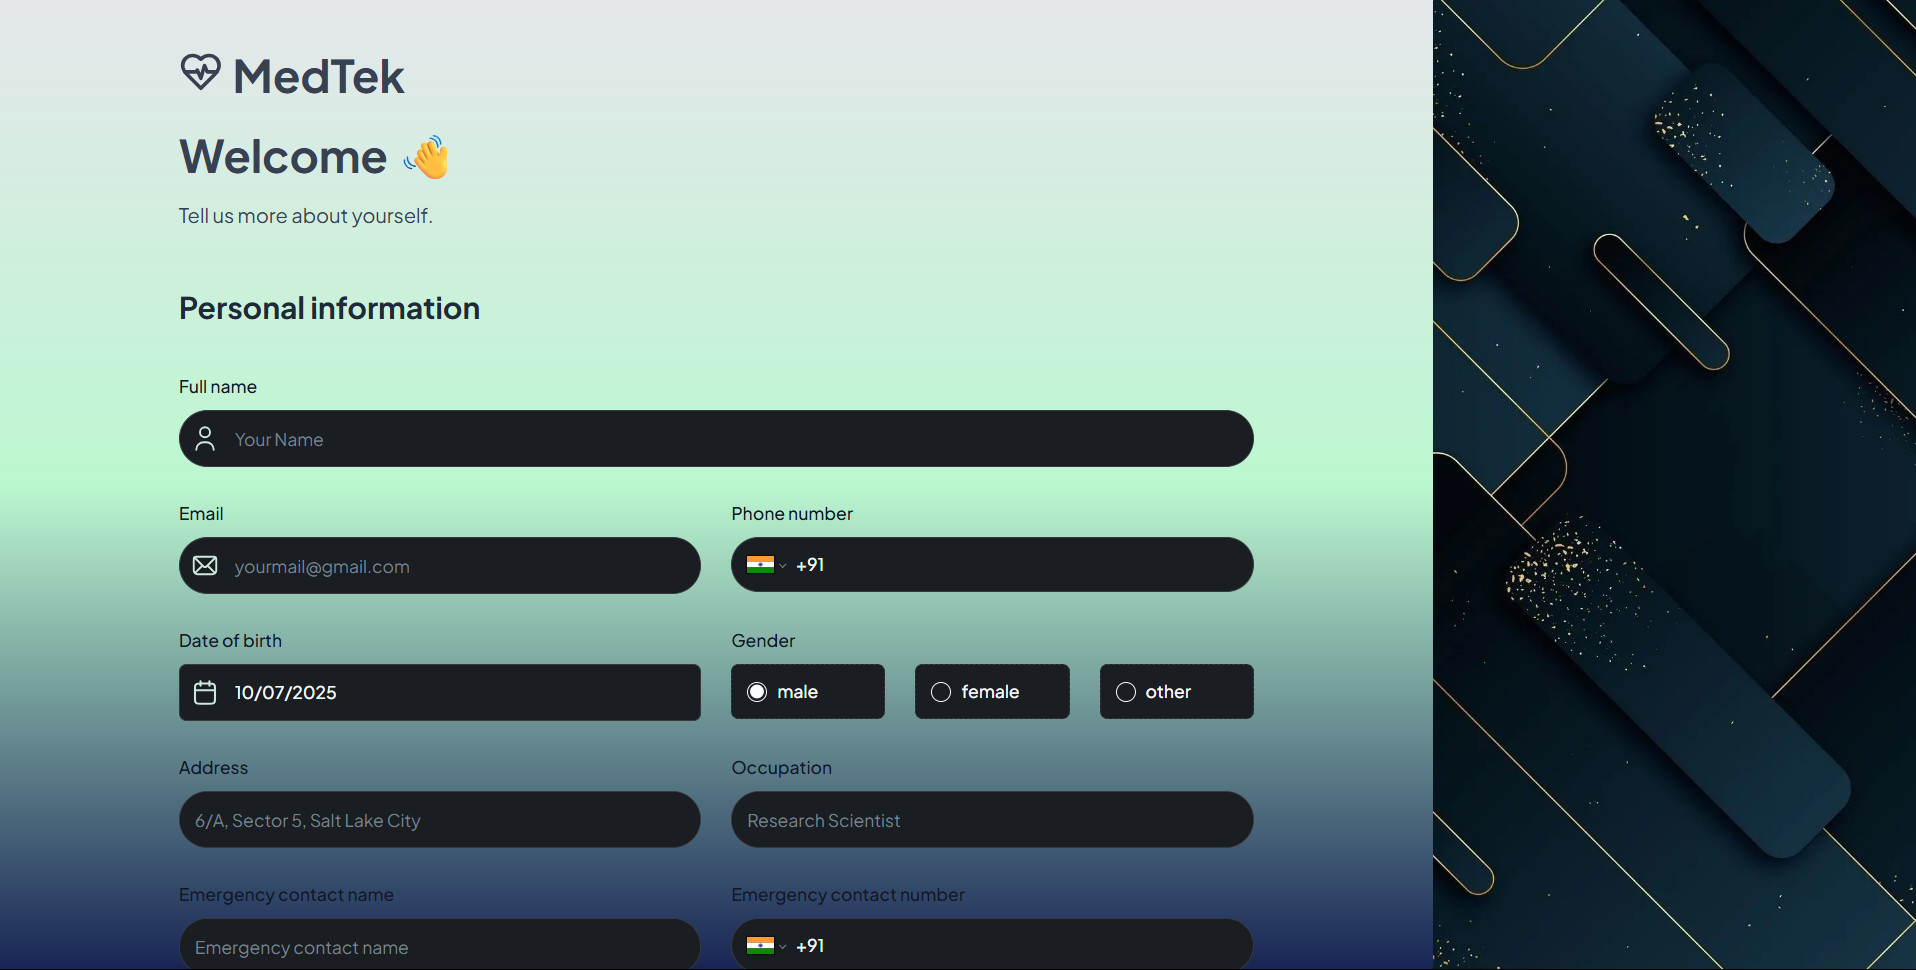 MedTek
Welcome 👋
Tell us more about yourself.
Personal information
Full name
Your Name
Email
Phone number
yourmail@gmail.com
+91
Date of birth
Gender
10/07/2025
male
female
other
Address
Occupation
6/A, Sector 5, Salt Lake City
Research Scientist
Emergency contact name
Emergency contact number
Emergency contact name
+91